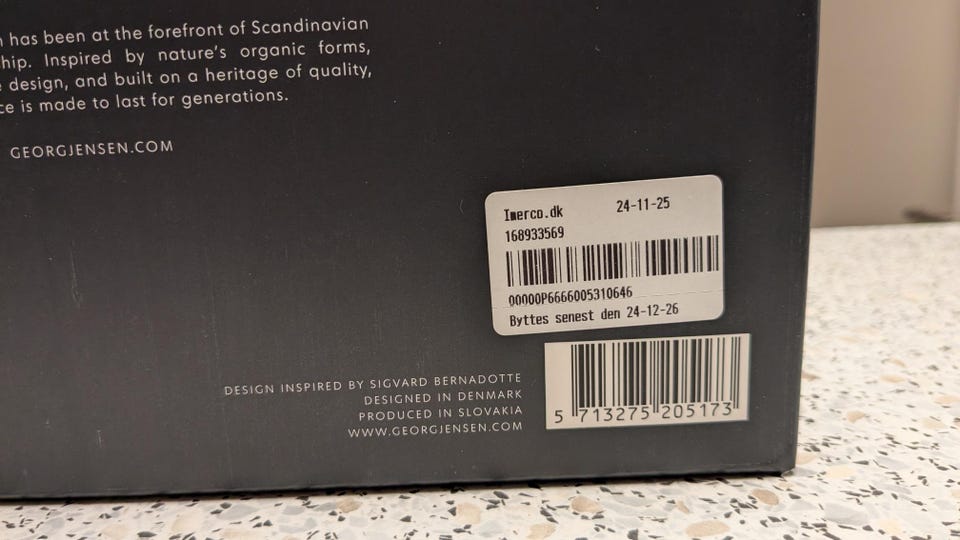 has been at the forefront of Scandinavian
Inspired by nature's organic forms,
design, and built on a heritage of quality,
is made to last for generations.
GEORGJENSEN.COM
Imerco.dk 24-11-25
168933569
00000P6666005310646
Byttes senest den 24-12-26
DESIGN INSPIRED BY SIGVARD BERNADOTTE
DESIGNED IN DENMARK
PRODUCED IN SLOVAKIA
WWW.GEORGJENSEN.COM
5 713275 205173